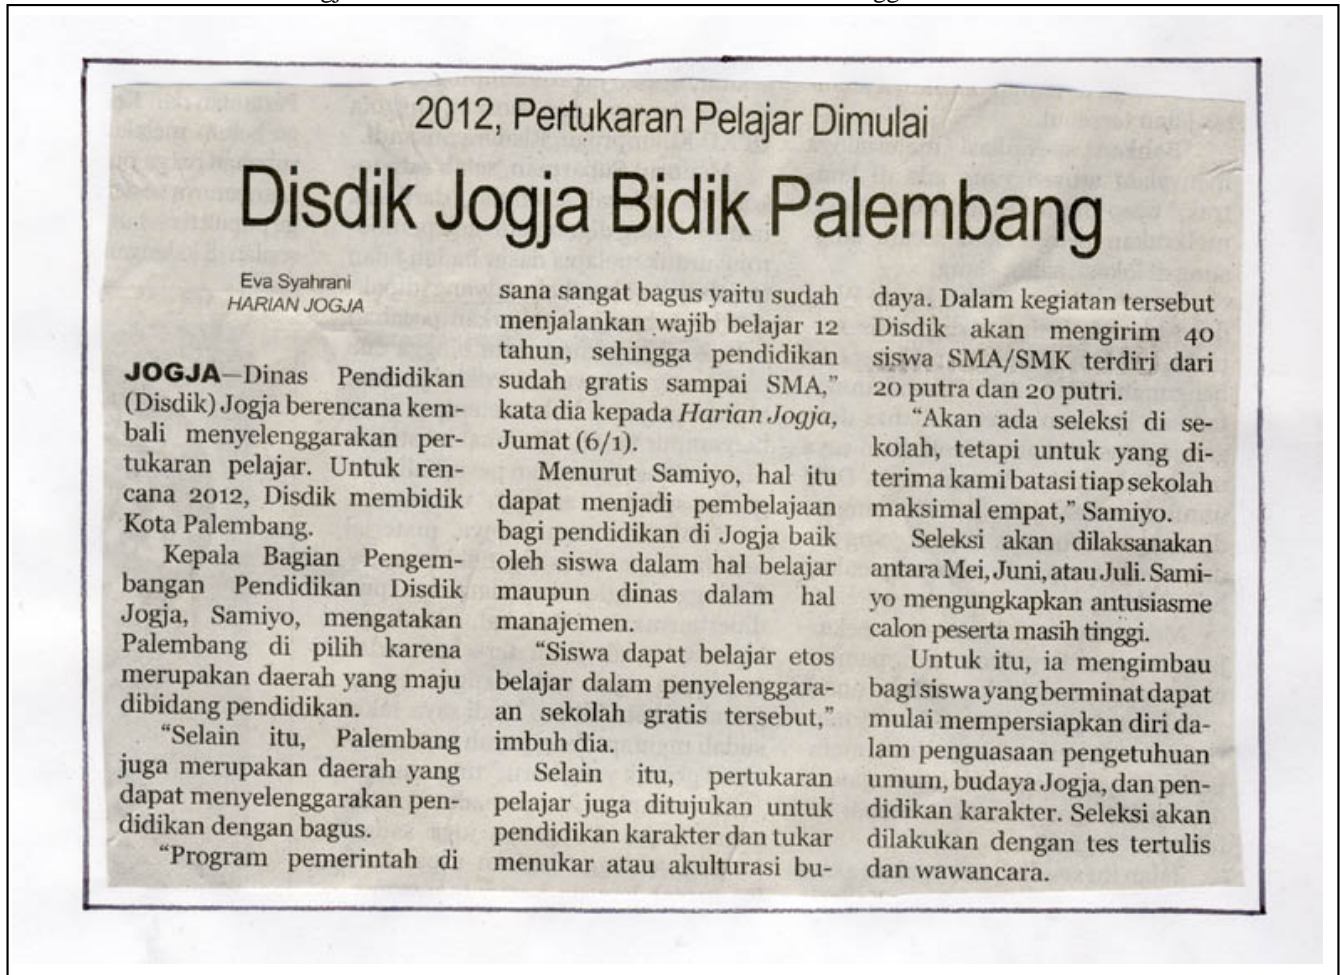 2012, Pertukaran Pelajar Dimulai
Disdik Jogja Bidik Palembang
Eva Syahrani
HARIAN JOGJA
JOGJA—Dinas Pendidikan
(Disdik) Jogja berencana kem-
bali menyelenggarakan per-
tukaran pelajar. Untuk ren-
cana 2012, Disdik membidik
Kota Palembang.
Kepala Bagian Pengem-
bangan Pendidikan Disdik
Jogja, Samiyo, mengatakan
Palembang di pilih karena
merupakan daerah yang maju
dibidang pendidikan.
“Selain itu, Palembang
juga merupakan daerah yang
dapat menyelenggarakan pen-
didikan dengan bagus.
“Program pemerintah di
sana sangat bagus yaitu sudah
menjalankan wajib belajar 12
tahun, sehingga pendidikan
sudah gratis sampai SMA,”
kata dia kepada Harian Jogja,
Jumat (6/1).
Menurut Samiyo, hal itu
dapat menjadi pembelajaan
bagi pendidikan di Jogja baik
oleh siswa dalam hal belajar
maupun dinas dalam hal
manajemen.
“Siswa dapat belajar etos
belajar dalam penyelenggara-
an sekolah gratis tersebut,”
imbuh dia.
Selain itu, pertukaran
pelajar juga ditujukan untuk
pendidikan karakter dan tukar
menukar atau akulturasi bu-
daya. Dalam kegiatan tersebut
Disdik akan mengirim 40
siswa SMA/SMK terdiri dari
20 putra dan 20 putri.
“Akan ada seleksi di se-
kolah, tetapi untuk yang di-
terima kami batasi tiap sekolah
maksimal empat,” Samiyo.
Seleksi akan dilaksanakan
antara Mei, Juni, atau Juli. Sami-
yo mengungkapkan antusiasme
calon peserta masih tinggi.
Untuk itu, ia mengimbau
bagi siswa yang berminat dapat
mulai mempersiapkan diri da-
lam penguasaan pengetuhuan
umum, budaya Jogja, dan pen-
didikan karakter. Seleksi akan
dilakukan dengan tes tertulis
dan wawancara.